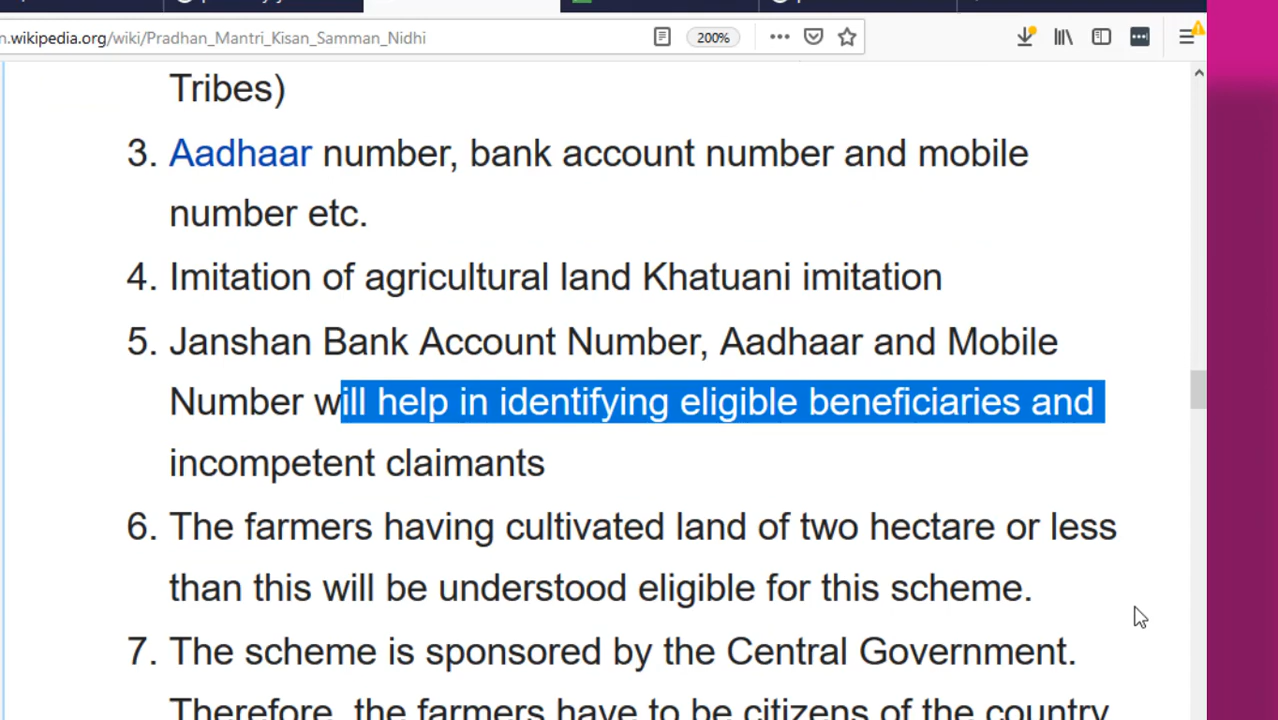 n.wikipedia.org/wiki/Pradhan_Mantri_Kisan_Samman_Nidhi
200%
Tribes)
3. Aadhaar number, bank account number and mobile
number etc.
4. Imitation of agricultural land Khatuani imitation
5. Janshan Bank Account Number, Aadhaar and Mobile
Number will help in identifying eligible beneficiaries and
incompetent claimants
6. The farmers having cultivated land of two hectare or less
than this will be understood eligible for this scheme.
7. The scheme is sponsored by the Central Government.
Therefore, the farmers have to be citizens of the country